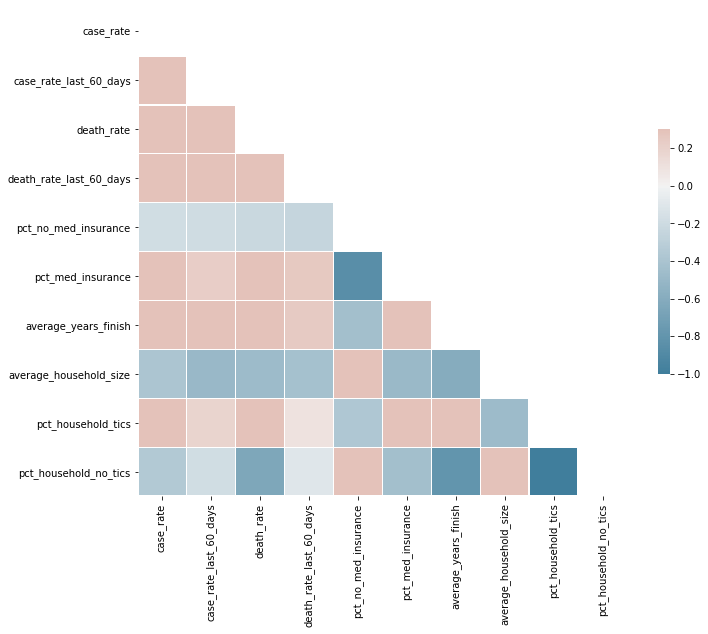 case_rate
case_rate_last_60_days
death_rate
death_rate_last_60_days
pct_no_med_insurance
pct_med_insurance
average_years_finish
average_household_size
pct_household_tics
pct_household_no_tics
0.2
0.0
−0.2
−0.4
−0.6
−0.8
−1.0
case_rate
case_rate_last_60_days
death_rate
death_rate_last_60_days
pct_no_med_insurance
pct_med_insurance
average_years_finish
average_household_size
pct_household_tics
pct_household_no_tics